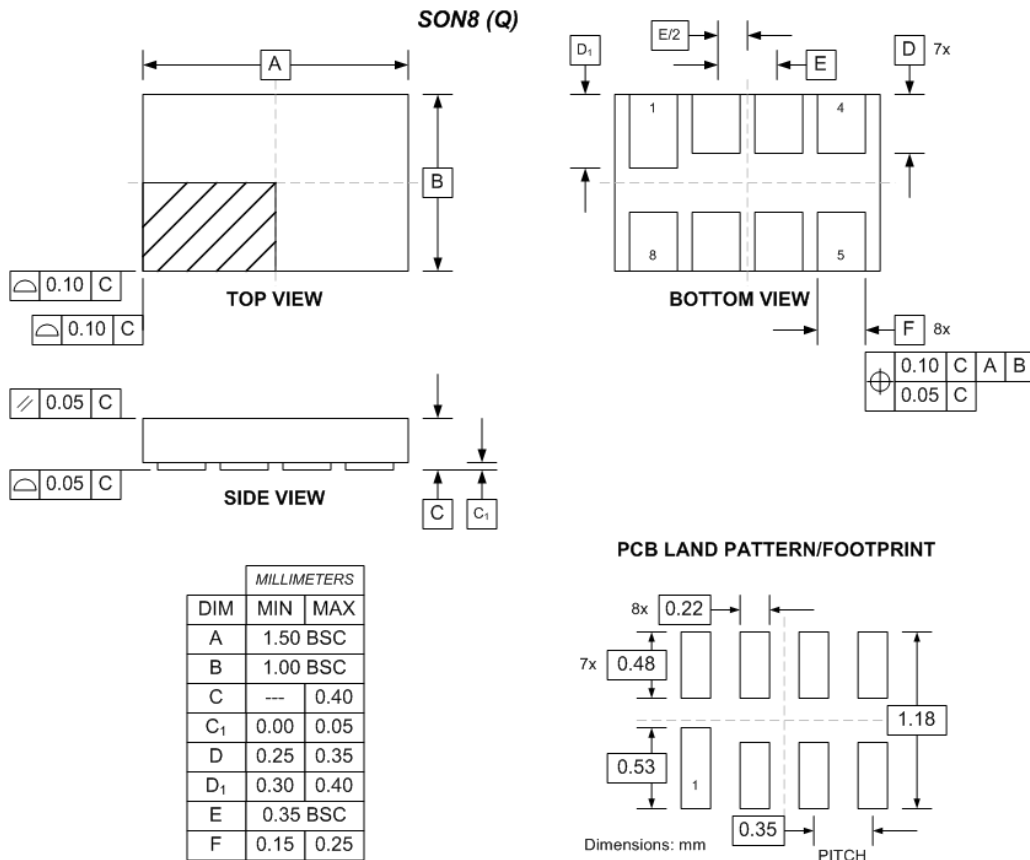 SON8 (Q)
A
B
0.10 C
0.10 C
TOP VIEW
E/2
D₁
E
D 7x
1
4
8
5
BOTTOM VIEW
F 8x
0.10 C A B
0.05 C
0.05 C
0.05 C
SIDE VIEW
C
C₁
MILLIMETERS
DIM MIN MAX
A 1.50 BSC
B 1.00 BSC
C --- 0.40
C₁ 0.00 0.05
D 0.25 0.35
D₁ 0.30 0.40
E 0.35 BSC
F 0.15 0.25
PCB LAND PATTERN/FOOTPRINT
8x 0.22
7x 0.48
1.18
0.53
1
0.35
Dimensions: mm
PITCH